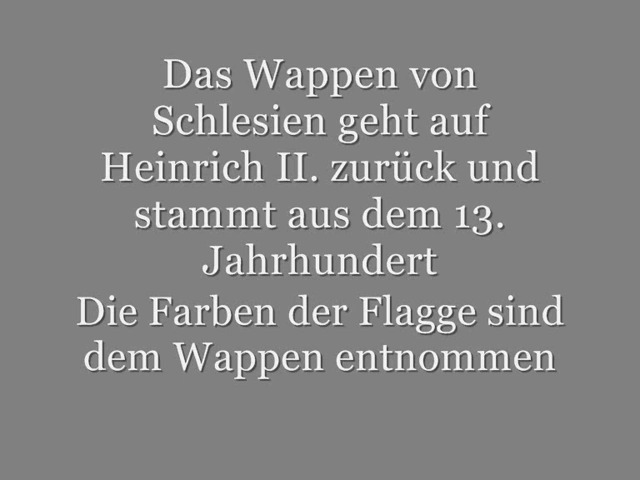 Das Wappen von
Schlesien geht auf
Heinrich II. zurück und
stammt aus dem 13.
Jahrhundert
Die Farben der Flagge sind
dem Wappen entnommen